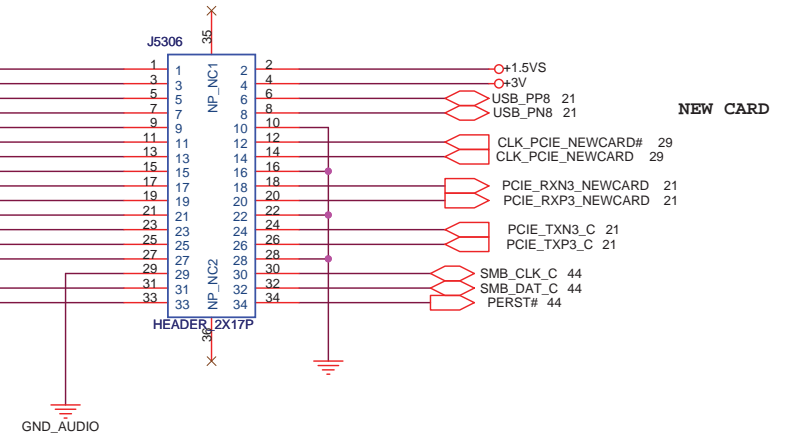 35
J5306
1 1 NP_NC1 2 2 +1.5VS
3 3 4 4 +3V
5 5 6 6 USB_PP8 21
7 7 8 8 USB_PN8 21 NEW CARD
9 9 10 10
11 11 12 12 CLK_PCIE_NEWCARD# 29
13 13 14 14 CLK_PCIE_NEWCARD 29
15 15 16 16
17 17 18 18 PCIE_RXN3_NEWCARD 21
19 19 20 20 PCIE_RXP3_NEWCARD 21
21 21 22 22
23 23 24 24 PCIE_TXN3_C 21
25 25 26 26 PCIE_TXP3_C 21
27 27 NP_NC2 28 28
29 29 30 30 SMB_CLK_C 44
31 31 32 32 SMB_DAT_C 44
33 33 34 34 PERST# 44
HEADER_2X17P
36
GND_AUDIO